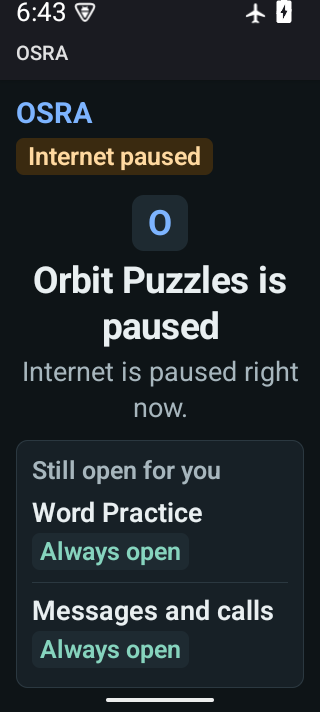 6:43
OSRA
OSRA
Internet paused
O
Orbit Puzzles is
paused
Internet is paused right
now.
Still open for you
Word Practice
Always open
Messages and calls
Always open